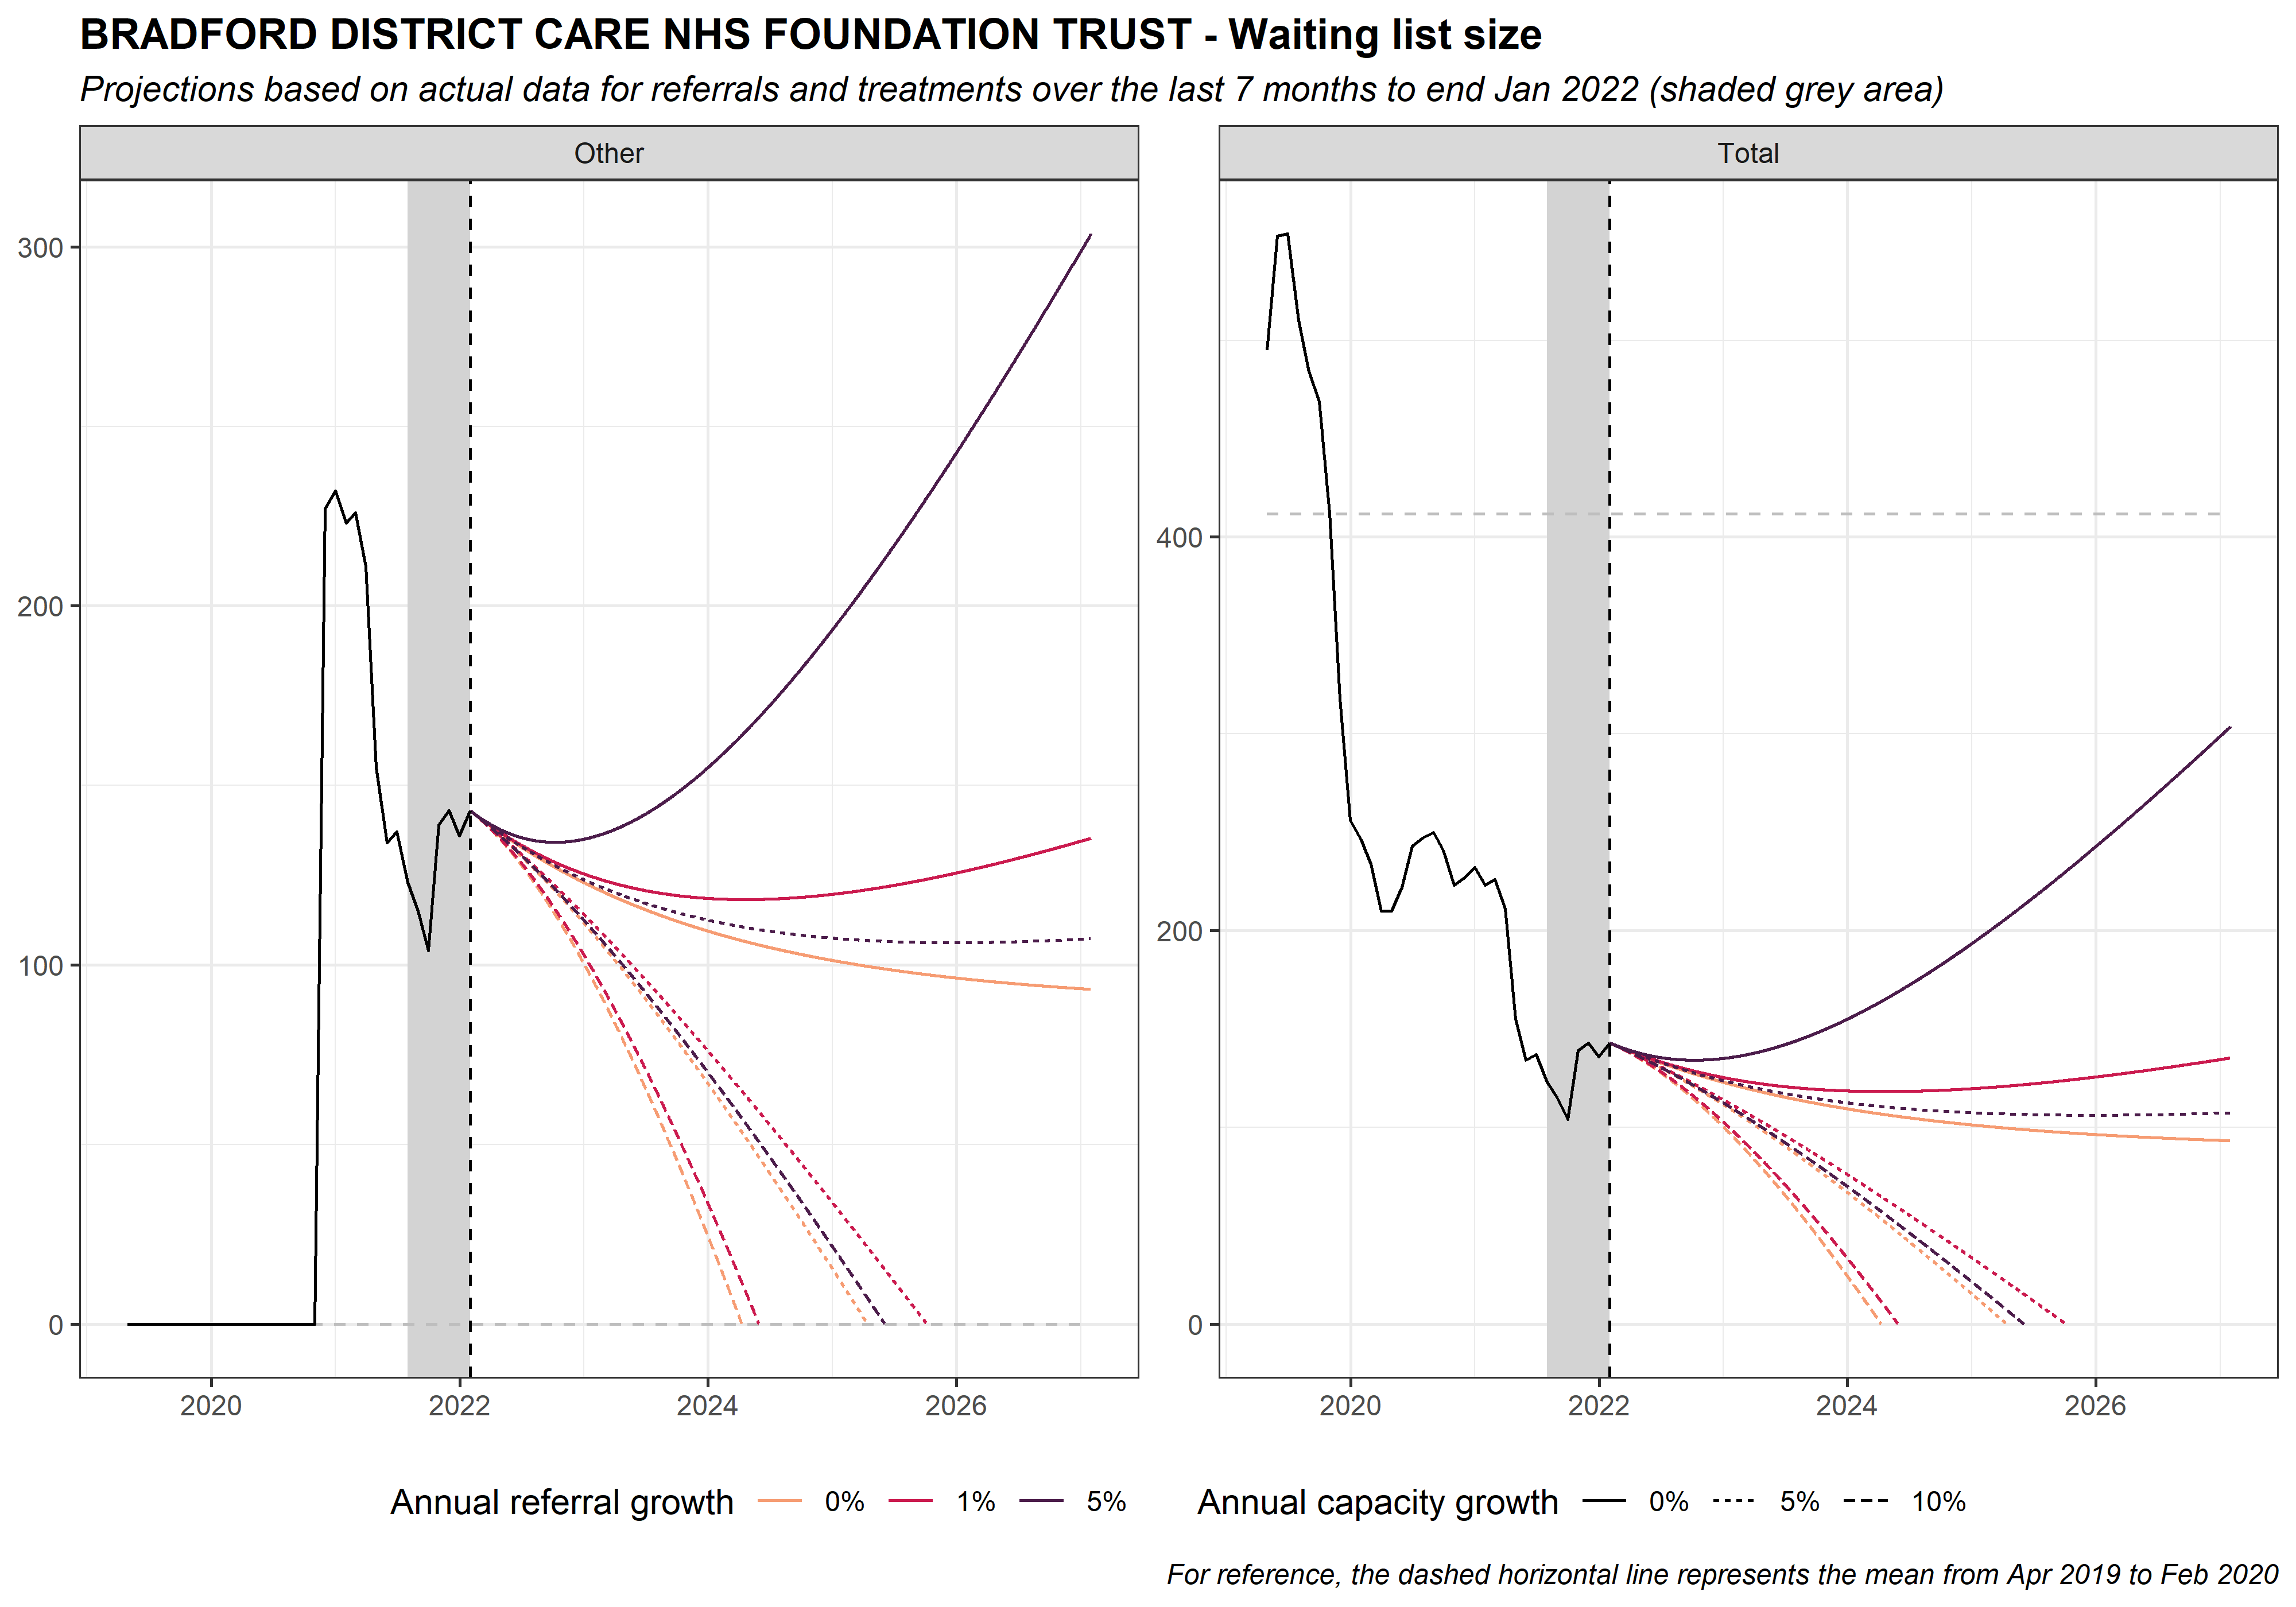 BRADFORD DISTRICT CARE NHS FOUNDATION TRUST - Waiting list size
Projections based on actual data for referrals and treatments over the last 7 months to end Jan 2022 (shaded grey area)
Other
Total
300
200
100
0
400
200
0
2020 2022 2024 2026
2020 2022 2024 2026
Annual referral growth 0% 1% 5%
Annual capacity growth 0% 5% 10%
For reference, the dashed horizontal line represents the mean from Apr 2019 to Feb 2020